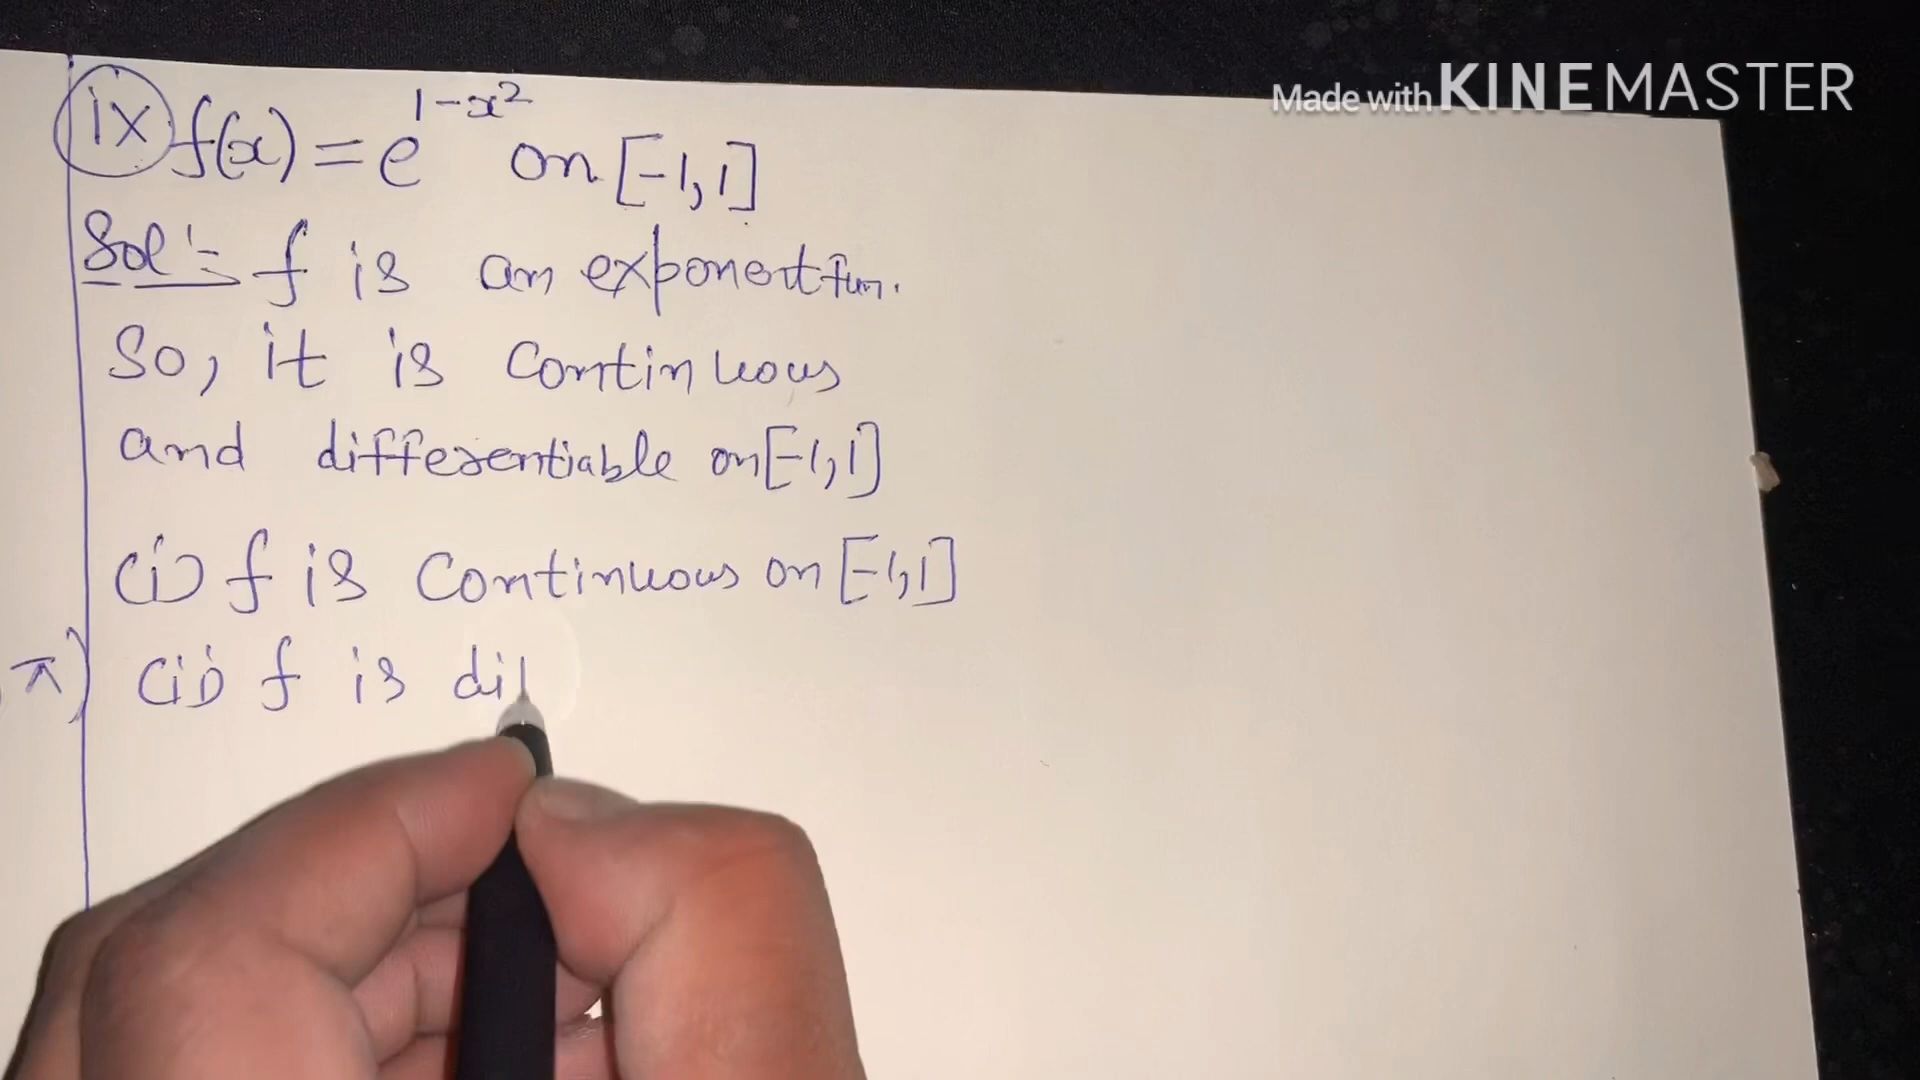 Made with KINEMASTER
ix f(x) = e^{1-x²} on [-1,1]
Sol:- f is an exponent fun.
So, it is continuous
and differentiable on [-1,1]
(i) f is continuous on [-1,1]
π) (ii) f is dif